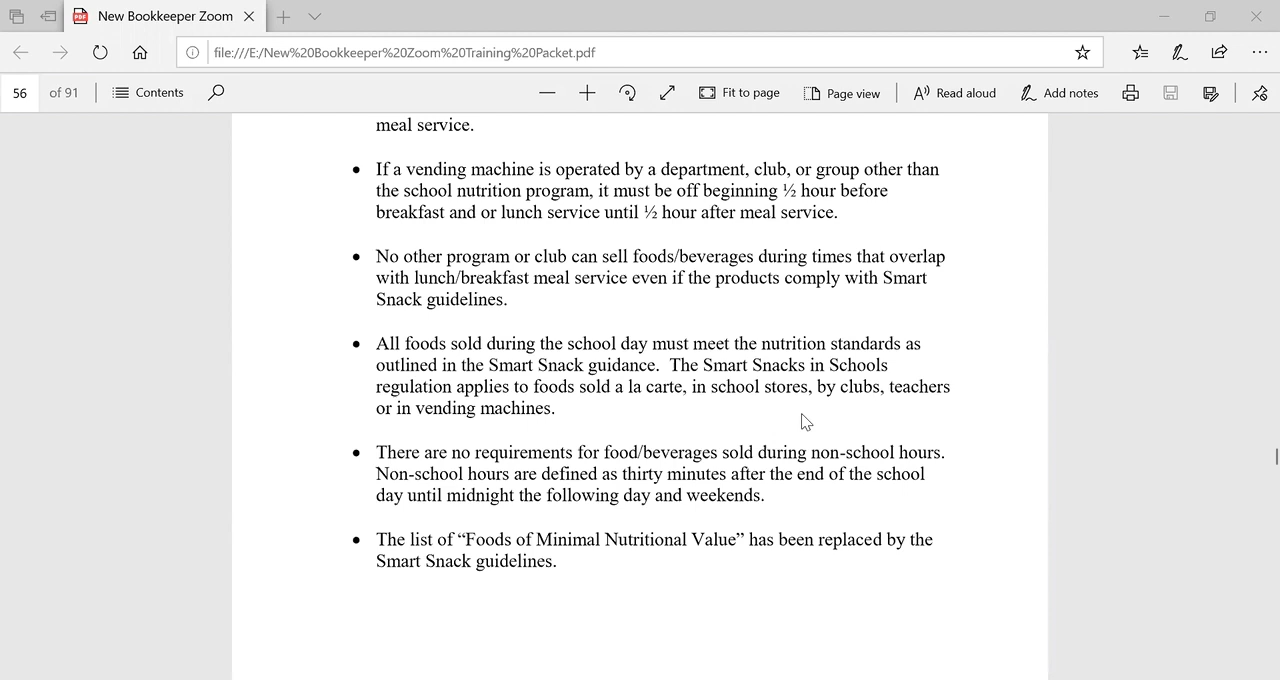 New Bookkeeper Zoom
file:///E:/New%20Bookkeeper%20Zoom%20Training%20Packet.pdf
56 of 91 Contents Fit to page Page view Read aloud Add notes
meal service.
• If a vending machine is operated by a department, club, or group other than
the school nutrition program, it must be off beginning ½ hour before
breakfast and or lunch service until ½ hour after meal service.
• No other program or club can sell foods/beverages during times that overlap
with lunch/breakfast meal service even if the products comply with Smart
Snack guidelines.
• All foods sold during the school day must meet the nutrition standards as
outlined in the Smart Snack guidance.  The Smart Snacks in Schools
regulation applies to foods sold a la carte, in school stores, by clubs, teachers
or in vending machines.
• There are no requirements for food/beverages sold during non-school hours.
Non-school hours are defined as thirty minutes after the end of the school
day until midnight the following day and weekends.
• The list of “Foods of Minimal Nutritional Value” has been replaced by the
Smart Snack guidelines.